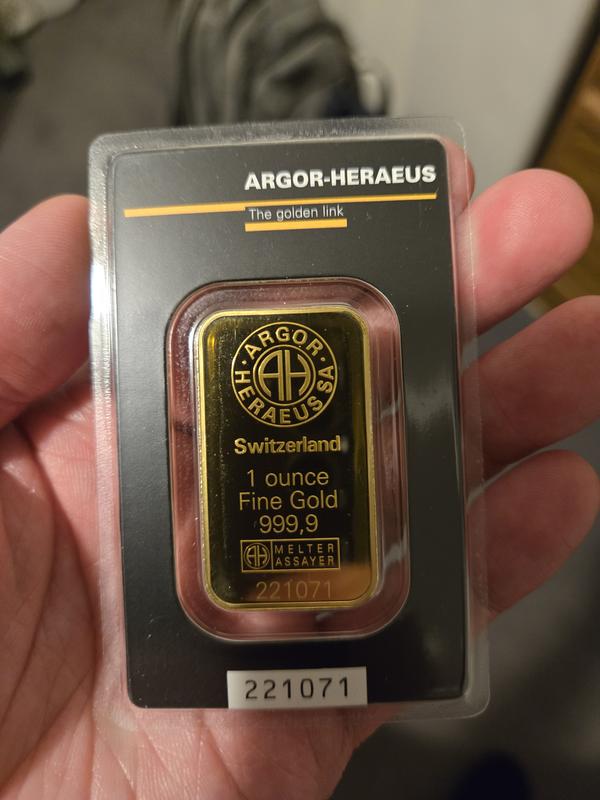 ARGOR-HERAEUS
The golden link
·ARGOR·
AH
HERAEUS SA
Switzerland
1 ounce
Fine Gold
999,9
AH MELTER
ASSAYER
221071
221071